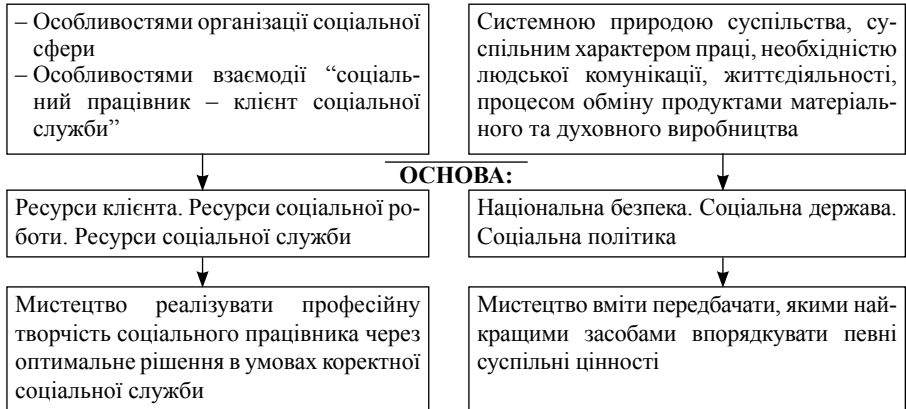 – Особливостями організації соціальної
сфери
– Особливостями взаємодії “соціаль-
ний працівник – клієнт соціальної
служби”
Системною природою суспільства, су-
спільним характером праці, необхідністю
людської комунікації, життєдіяльності,
процесом обміну продуктами матеріаль-
ного та духовного виробництва
ОСНОВА:
Ресурси клієнта. Ресурси соціальної ро-
боти. Ресурси соціальної служби
Національна безпека. Соціальна держава.
Соціальна політика
Мистецтво реалізувати професійну
творчість соціального працівника через
оптимальне рішення в умовах коректної
соціальної служби
Мистецтво вміти передбачати, якими най-
кращими засобами впорядкувати певні
суспільні цінності